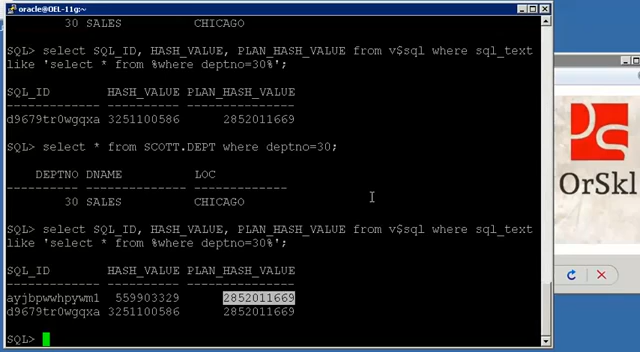 oracle@OEL-11g:~
30 SALES          CHICAGO
SQL> select SQL_ID, HASH_VALUE, PLAN_HASH_VALUE from v$sql where sql_text
like 'select * from %where deptno=30%';
SQL_ID        HASH_VALUE PLAN_HASH_VALUE
------------- ---------- ---------------
d9679tr0wgqxa 3251100586      2852011669
SQL> select * from SCOTT.DEPT where deptno=30;
DEPTNO DNAME          LOC
---------- -------------- -------------
30 SALES          CHICAGO
SQL> select SQL_ID, HASH_VALUE, PLAN_HASH_VALUE from v$sql where sql_text
like 'select * from %where deptno=30%';
SQL_ID        HASH_VALUE PLAN_HASH_VALUE
------------- ---------- ---------------
ayjbpwwhpywm1  559903329      2852011669
d9679tr0wgqxa 3251100586      2852011669
SQL>
OrSkl